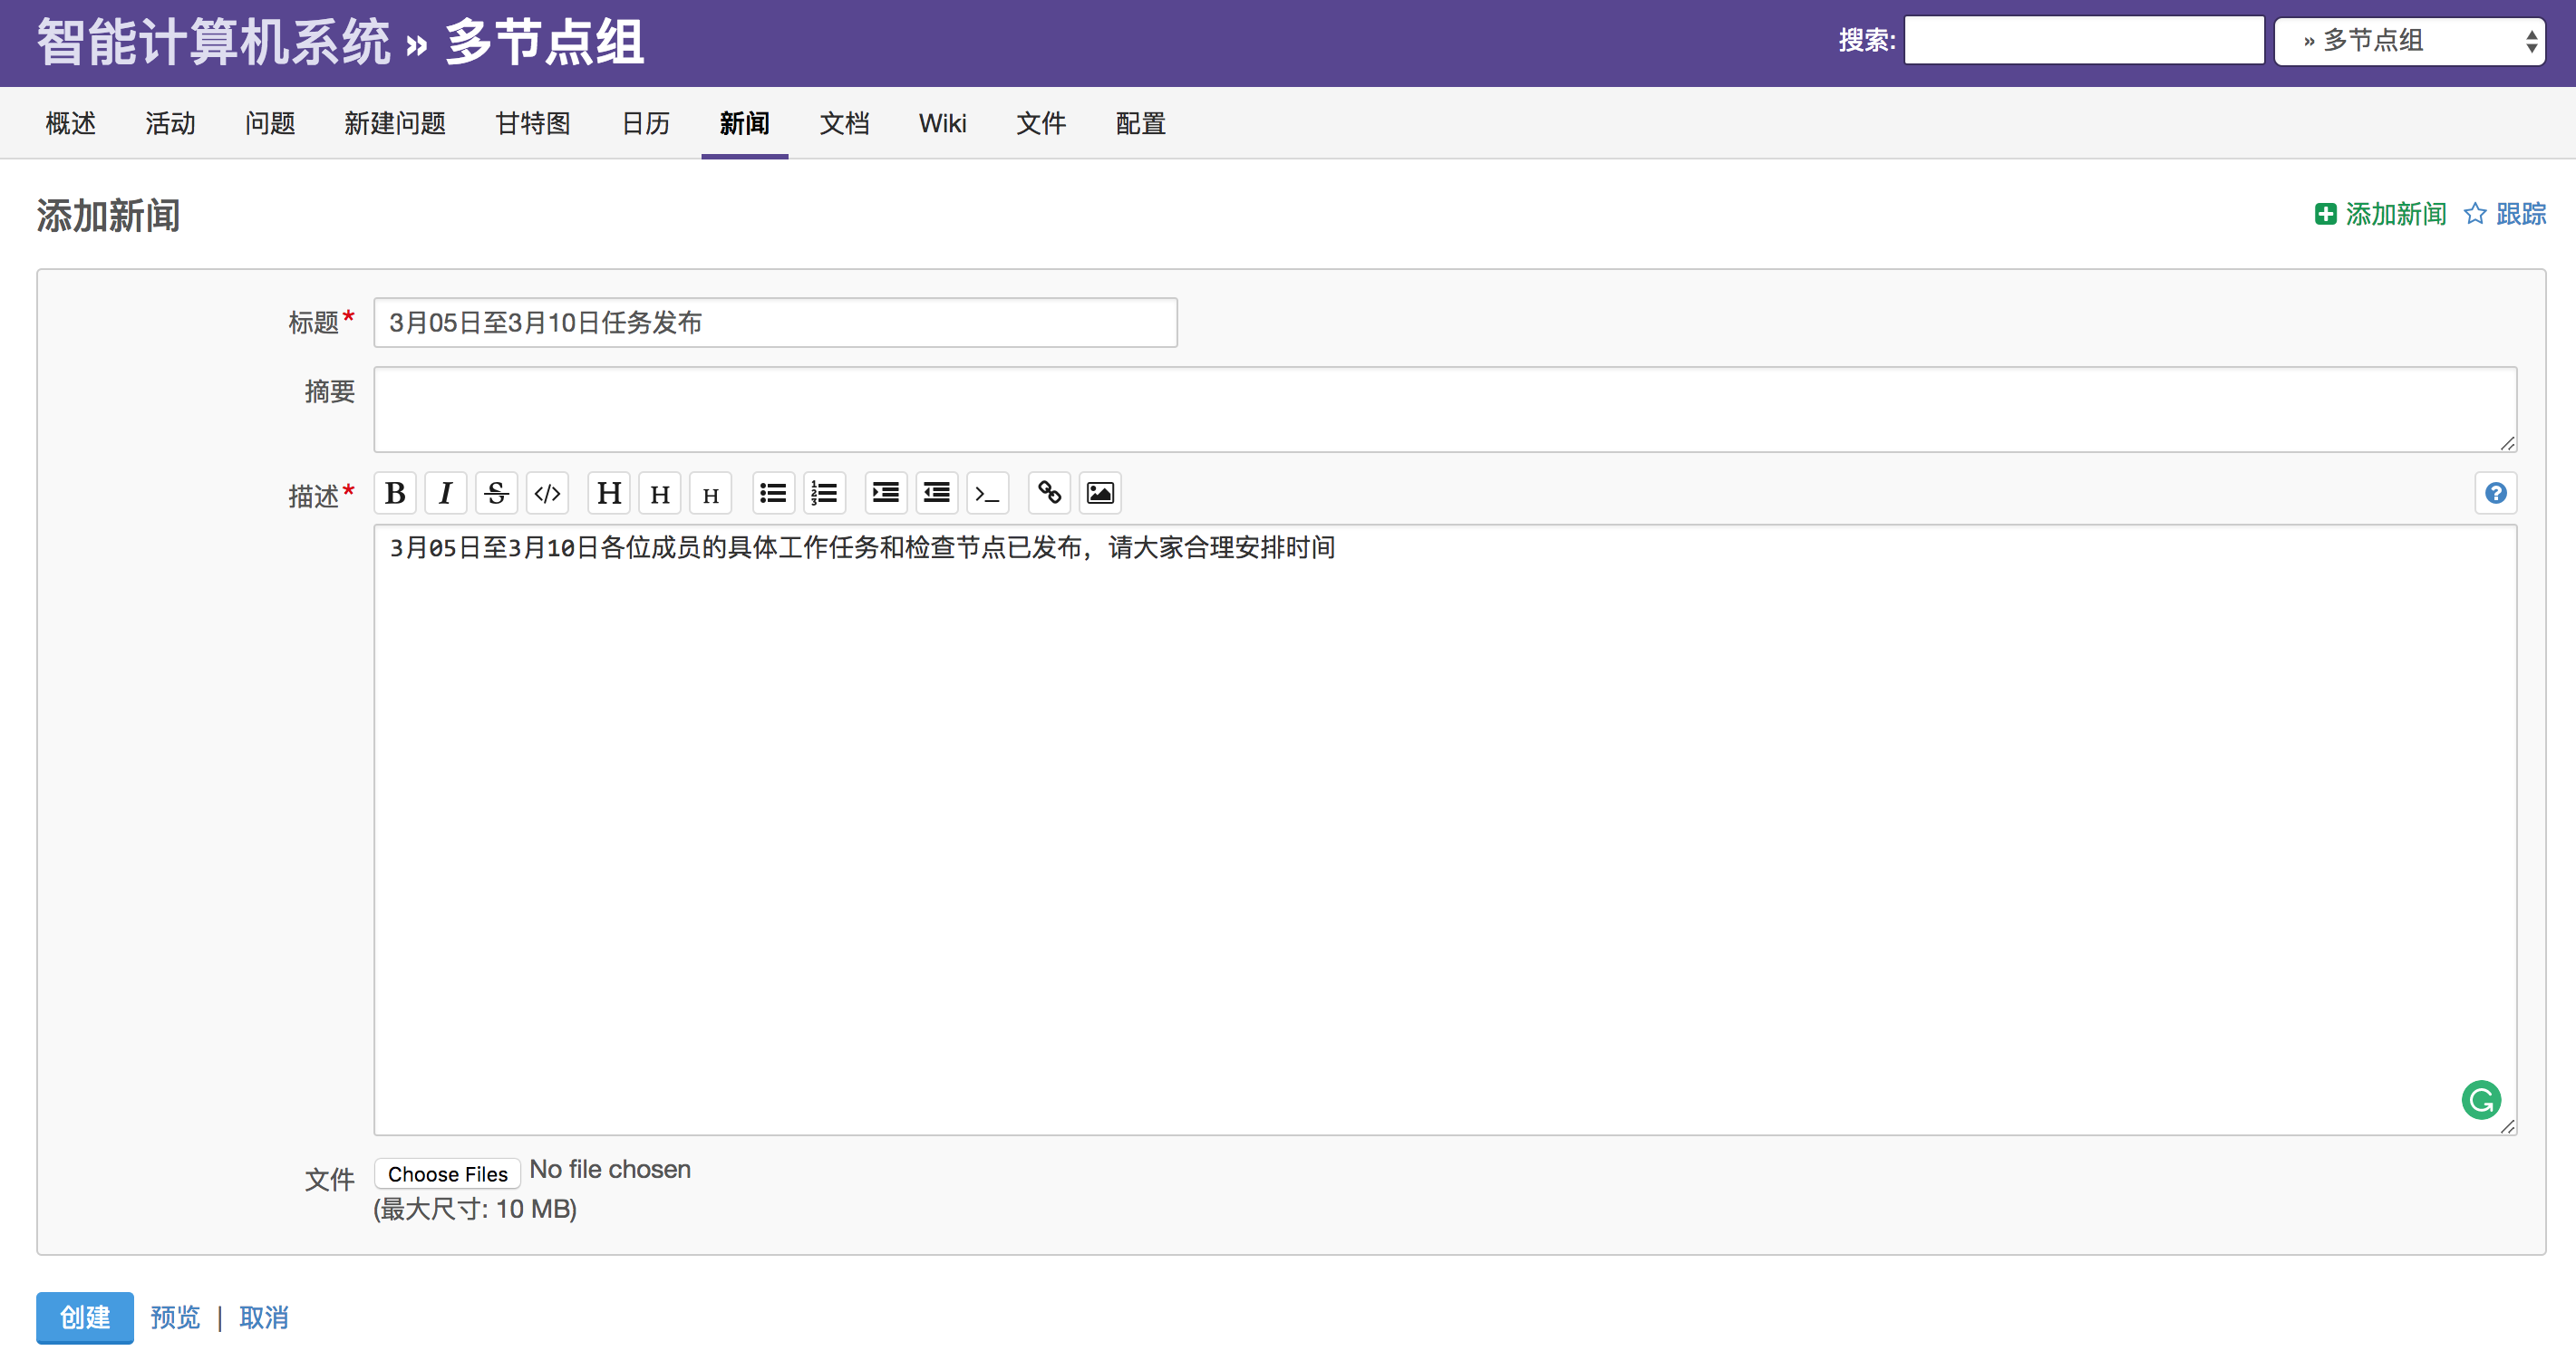 智能计算机系统 » 多节点组
搜索: » 多节点组
概述 活动 问题 新建问题 甘特图 日历 新闻 文档 Wiki 文件 配置
添加新闻
添加新闻 跟踪
标题* 3月05日至3月10日任务发布
摘要
描述* B I S </> H H H 1 2 3 >_ ?
3月05日至3月10日各位成员的具体工作任务和检查节点已发布，请大家合理安排时间
文件 Choose Files No file chosen
(最大尺寸: 10 MB)
创建 预览 | 取消